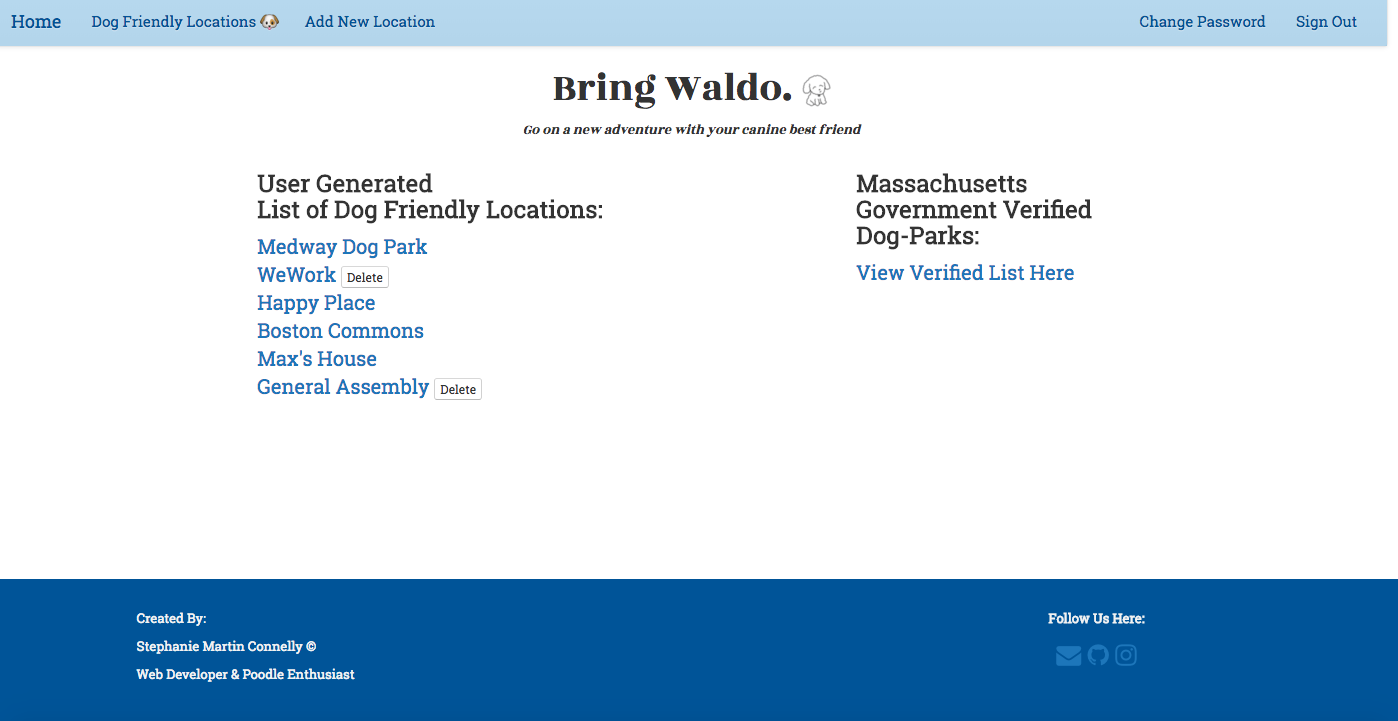 Home Dog Friendly Locations 🐶 Add New Location Change Password Sign Out
Bring Waldo.
Go on a new adventure with your canine best friend
User Generated
List of Dog Friendly Locations:
Medway Dog Park
WeWork Delete
Happy Place
Boston Commons
Max's House
General Assembly Delete
Massachusetts
Government Verified
Dog-Parks:
View Verified List Here
Created By:
Stephanie Martin Connelly ©
Web Developer & Poodle Enthusiast
Follow Us Here: